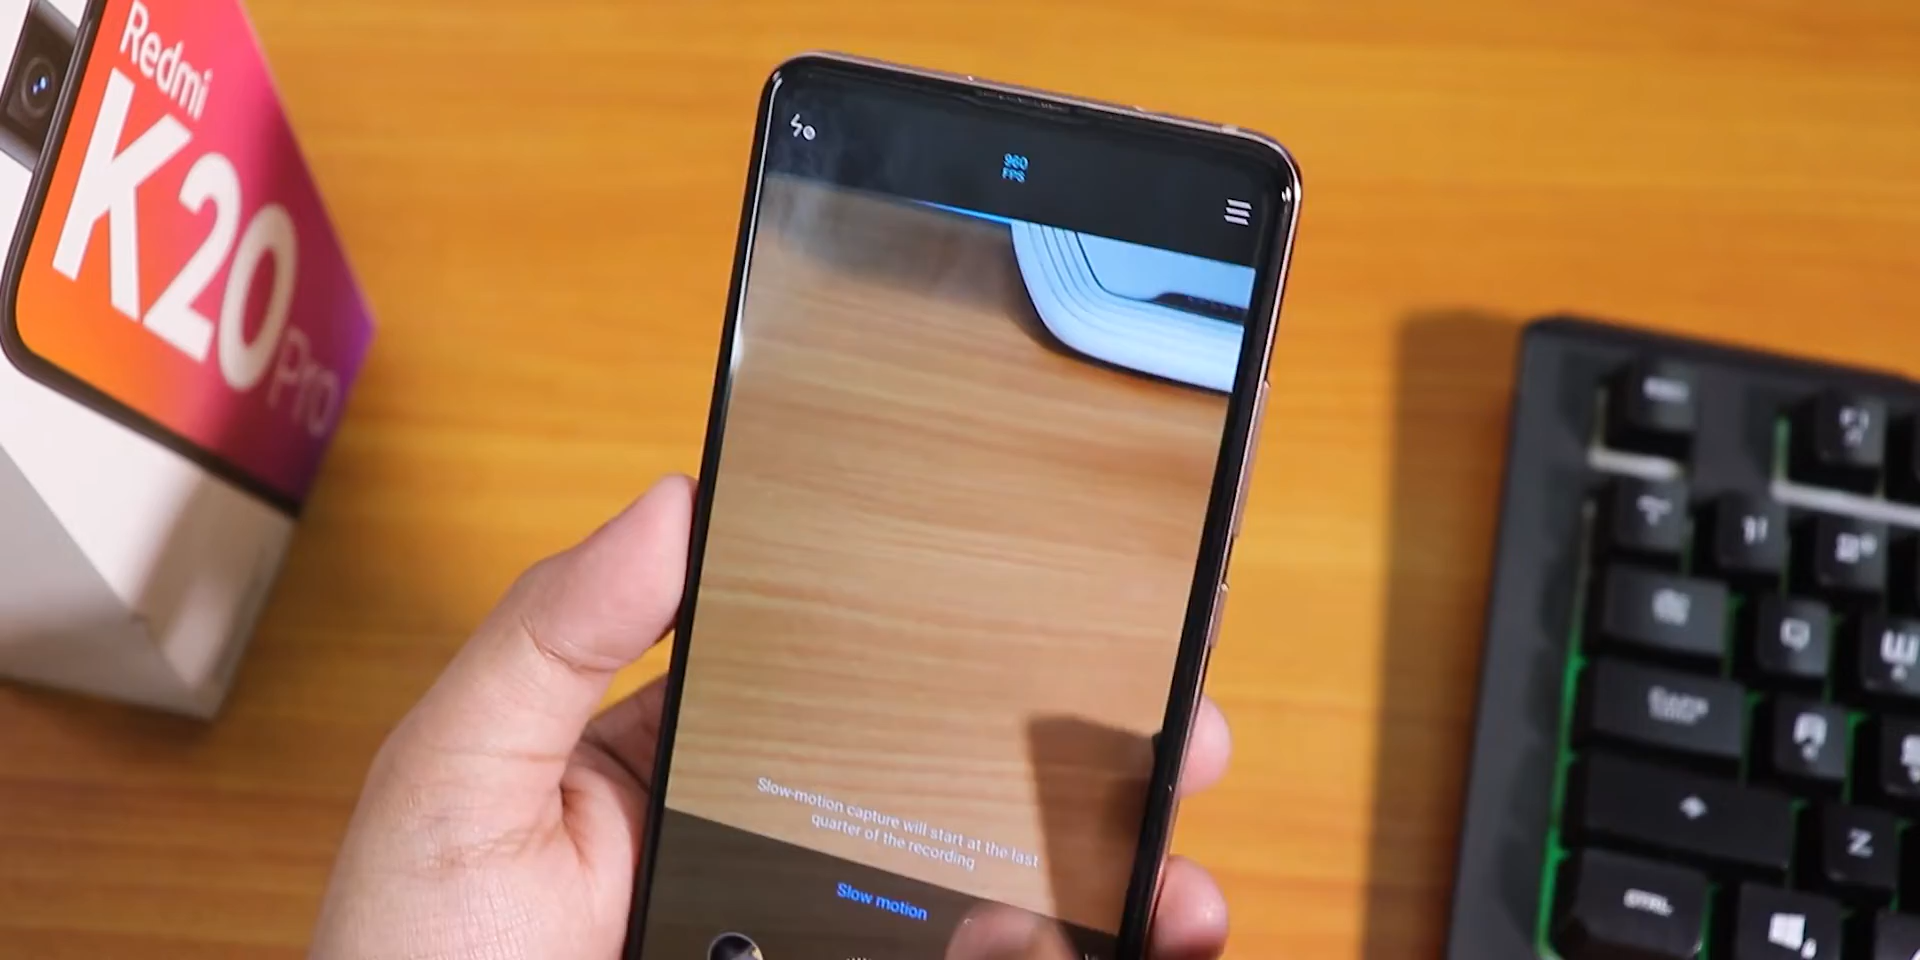 Redmi
K20 Pro
960
FPS
Slow-motion capture will start at the last
quarter of the recording
Slow motion
Q
W
A
Z
CTRL